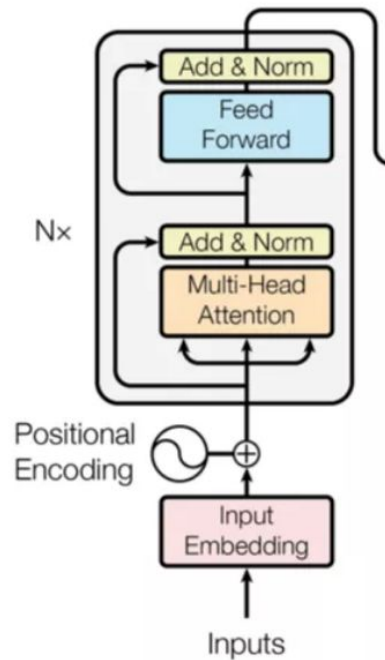 Add & Norm
Feed
Forward
N×
Add & Norm
Multi-Head
Attention
Positional
Encoding
Input
Embedding
Inputs